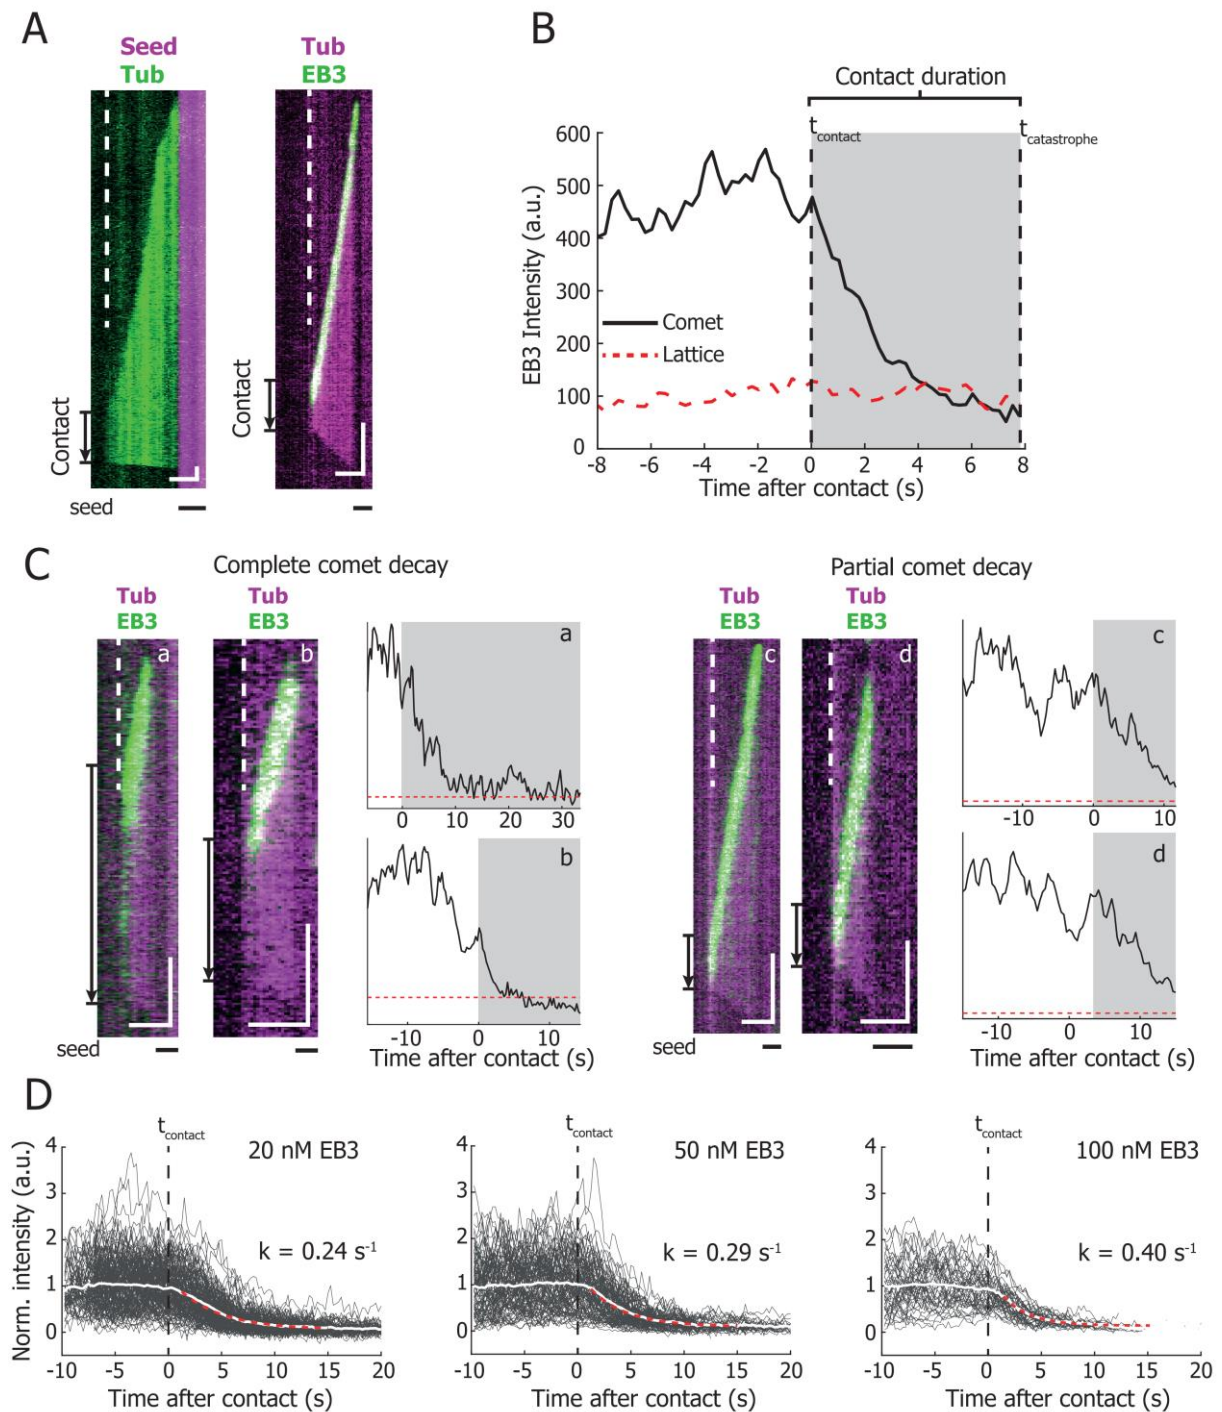 A
Seed
Tub
Tub
EB3
Contact
Contact
seed
B
Contact duration
t_contact
t_catastrophe
600
500
400
300
200
100
0
EB3 Intensity (a.u.)
Comet
Lattice
-8 -6 -4 -2 0 2 4 6 8
Time after contact (s)
C
Complete comet decay
Tub
EB3
Tub
EB3
a
b
a
0 10 20 30
b
-10 0 10
Time after contact (s)
seed
Partial comet decay
Tub
EB3
Tub
EB3
c
d
c
-10 0 10
d
-10 0 10
Time after contact (s)
seed
D
t_contact
20 nM EB3
k = 0.24 s⁻¹
4
3
2
1
0
Norm. intensity (a.u.)
-10 -5 0 5 10 15 20
Time after contact (s)
t_contact
50 nM EB3
k = 0.29 s⁻¹
4
3
2
1
0
-10 -5 0 5 10 15 20
Time after contact (s)
t_contact
100 nM EB3
k = 0.40 s⁻¹
4
3
2
1
0
-10 -5 0 5 10 15 20
Time after contact (s)